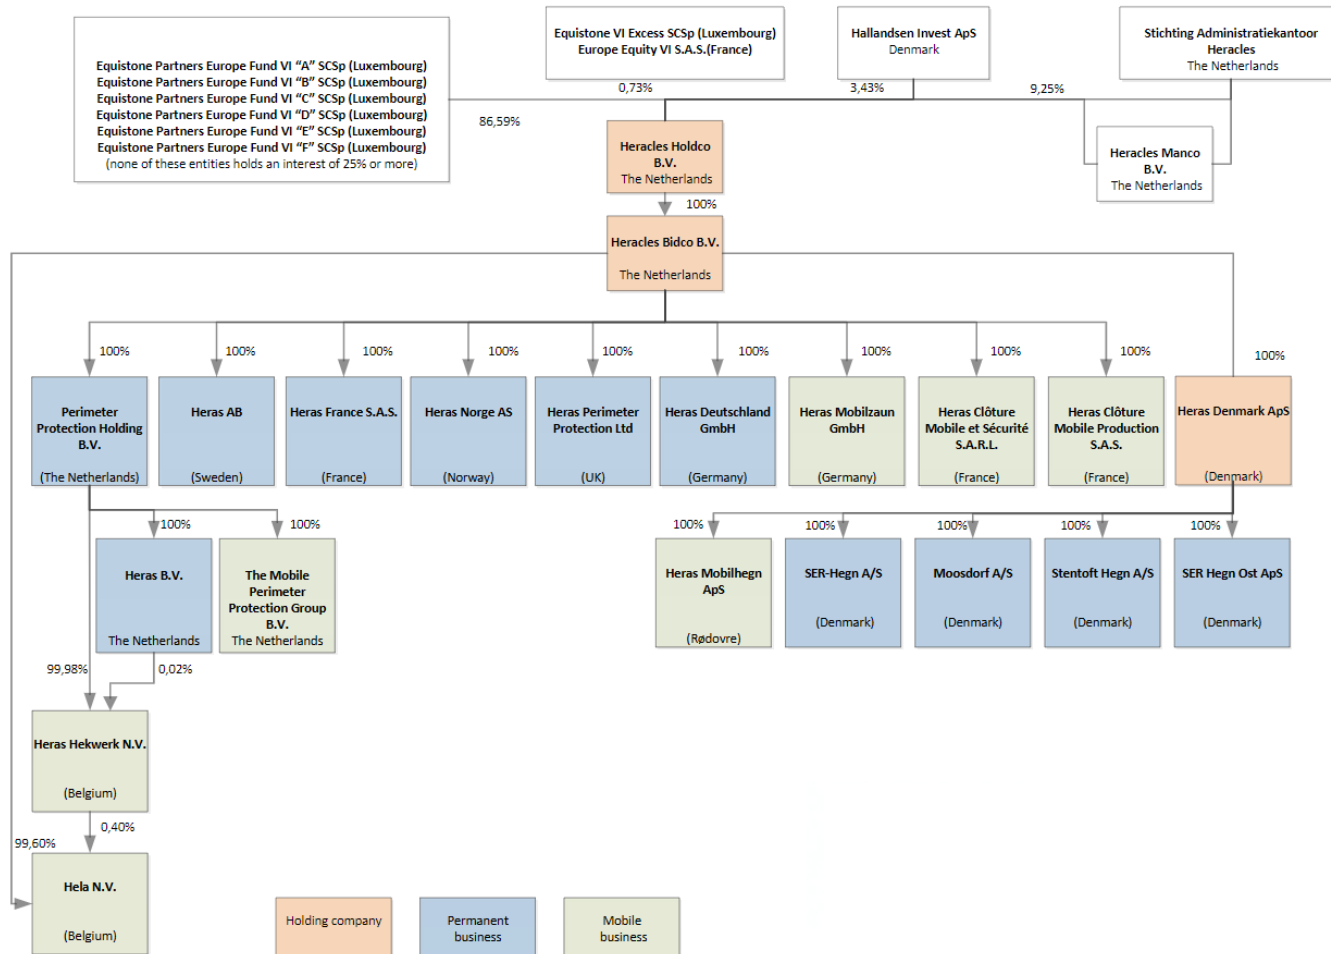 Equistone Partners Europe Fund VI “A” SCSp (Luxembourg)
Equistone Partners Europe Fund VI “B” SCSp (Luxembourg)
Equistone Partners Europe Fund VI “C” SCSp (Luxembourg)
Equistone Partners Europe Fund VI “D” SCSp (Luxembourg)
Equistone Partners Europe Fund VI “E” SCSp (Luxembourg)
Equistone Partners Europe Fund VI “F” SCSp (Luxembourg)
(none of these entities holds an interest of 25% or more)
Equistone VI Excess SCSp (Luxembourg)
Europe Equity VI S.A.S.(France)
Hallandsen Invest ApS
Denmark
Stichting Administratiekantoor
Heracles
The Netherlands
0,73%
3,43%
9,25%
86,59%
Heracles Holdco
B.V.
The Netherlands
Heracles Manco
B.V.
The Netherlands
100%
Heracles Bidco B.V.
The Netherlands
100%
100%
100%
100%
100%
100%
100%
100%
100%
100%
Perimeter
Protection Holding
B.V.
(The Netherlands)
Heras AB
(Sweden)
Heras France S.A.S.
(France)
Heras Norge AS
(Norway)
Heras Perimeter
Protection Ltd
(UK)
Heras Deutschland
GmbH
(Germany)
Heras Mobilzaun
GmbH
(Germany)
Heras Clôture
Mobile et Sécurité
S.A.R.L.
(France)
Heras Clôture
Mobile Production
S.A.S.
(France)
Heras Denmark ApS
(Denmark)
100%
100%
100%
100%
100%
100%
100%
Heras B.V.
The Netherlands
The Mobile
Perimeter
Protection Group
B.V.
The Netherlands
Heras Mobilhegn
ApS
(Rødovre)
SER-Hegn A/S
(Denmark)
Moosdorf A/S
(Denmark)
Stentoft Hegn A/S
(Denmark)
SER Hegn Ost ApS
(Denmark)
99,98%
0,02%
Heras Hekwerk N.V.
(Belgium)
0,40%
99,60%
Hela N.V.
(Belgium)
Holding company
Permanent
business
Mobile
business